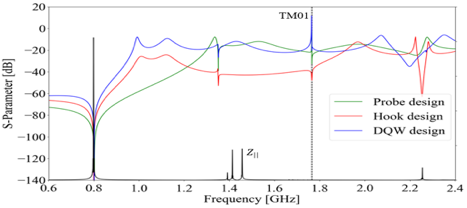 TM01
20
0
−20
−40
−60
−80
−100
−120
−140
S-Parameter [dB]
Probe design
Hook design
DQW design
Z||
0.6 0.8 1.0 1.2 1.4 1.6 1.8 2.0 2.2 2.4
Frequency [GHz]